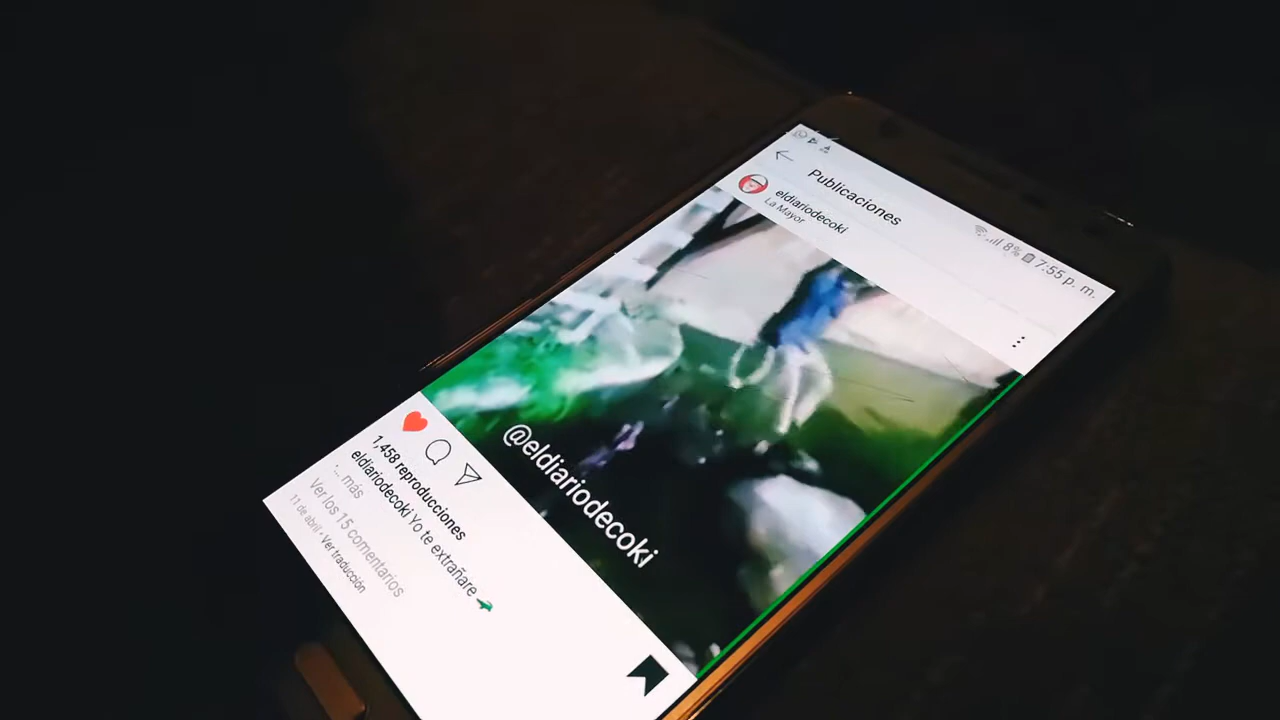 8% 7:55 p. m.
Publicaciones
eldiariodecoki
La Mayor
@eldiariodecoki
1,458 reproducciones
eldiariodecoki Yo te extrañare
... más
Ver los 15 comentarios
11 de abril · Ver traducción